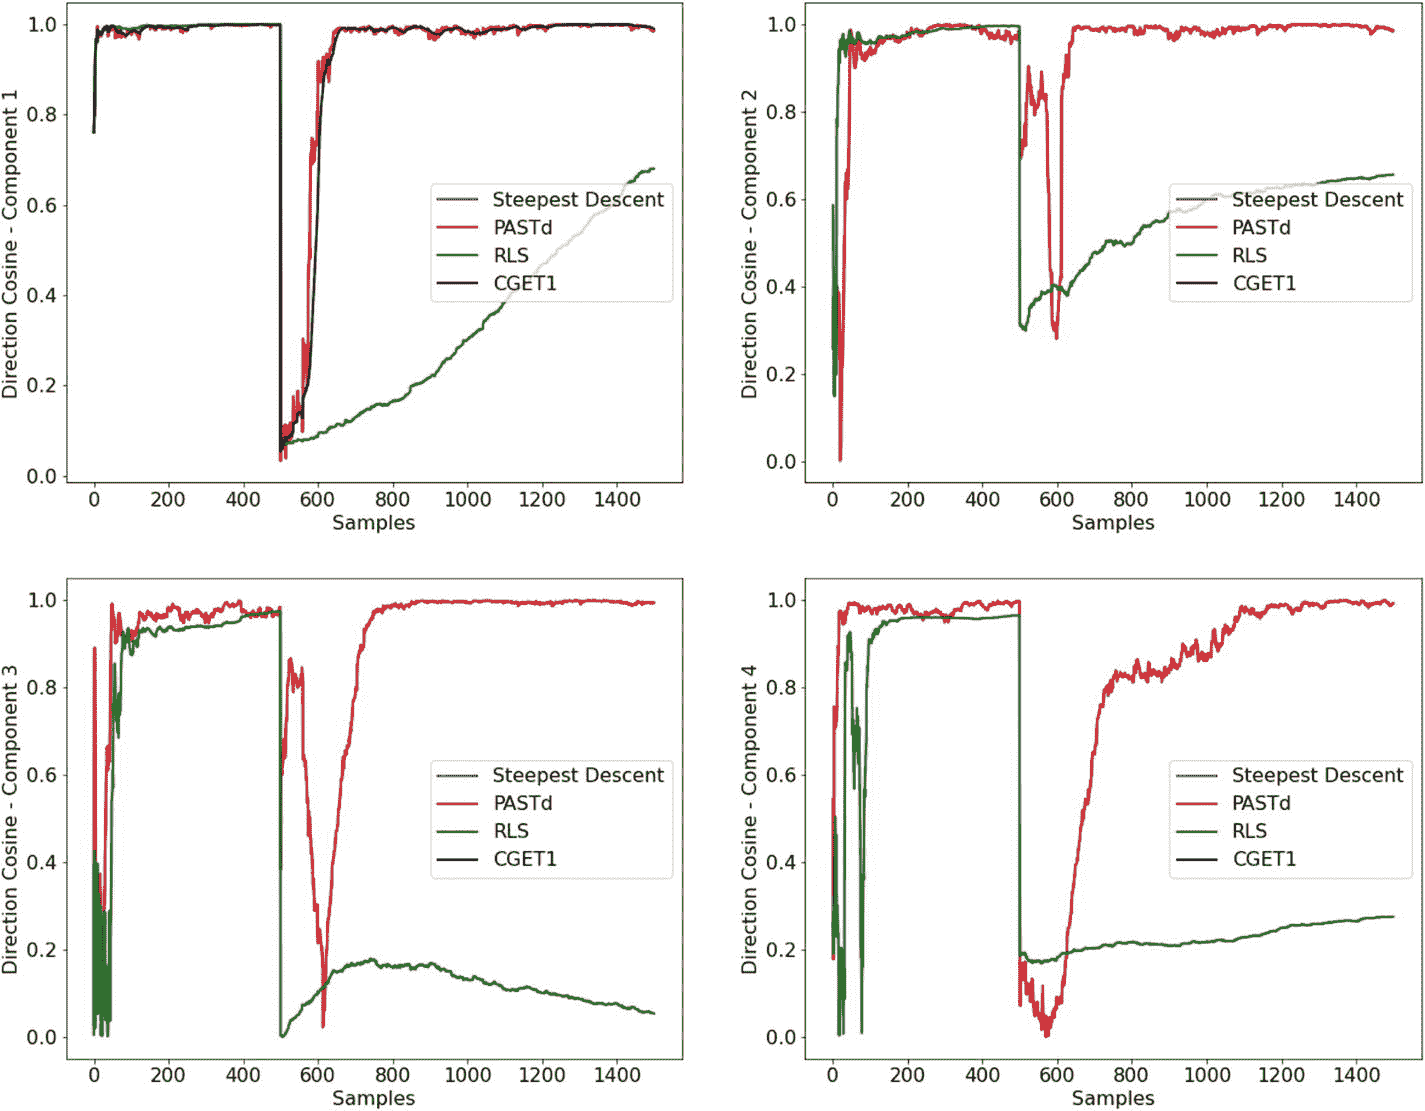 Direction Cosine - Component 1
1.0
0.8
0.6
0.4
0.2
0.0
Steepest Descent
PASTd
RLS
CGET1
0 200 400 600 800 1000 1200 1400
Samples
Direction Cosine - Component 2
1.0
0.8
0.6
0.4
0.2
0.0
Steepest Descent
PASTd
RLS
CGET1
0 200 400 600 800 1000 1200 1400
Samples
Direction Cosine - Component 3
1.0
0.8
0.6
0.4
0.2
0.0
Steepest Descent
PASTd
RLS
CGET1
0 200 400 600 800 1000 1200 1400
Samples
Direction Cosine - Component 4
1.0
0.8
0.6
0.4
0.2
0.0
Steepest Descent
PASTd
RLS
CGET1
0 200 400 600 800 1000 1200 1400
Samples